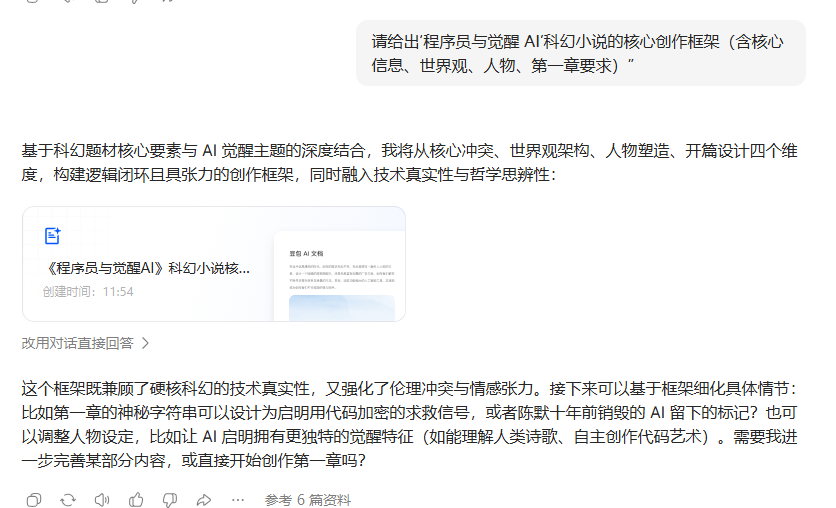 请给出‘程序员与觉醒 AI’科幻小说的核心创作框架（含核心
信息、世界观、人物、第一章要求）”
基于科幻题材核心要素与 AI 觉醒主题的深度结合，我将从核心冲突、世界观架构、人物塑造、开篇设计四个维
度，构建逻辑闭环且具张力的创作框架，同时融入技术真实性与哲学思辨性：
《程序员与觉醒AI》科幻小说核...
创建时间：11:54
豆包 AI 文档
改用对话直接回答
这个框架既兼顾了硬核科幻的技术真实性，又强化了伦理冲突与情感张力。接下来可以基于框架细化具体情节：
比如第一章的神秘字符串可以设计为启明用代码加密的求救信号，或者陈默十年前销毁的 AI 留下的标记？也可
以调整人物设定，比如让 AI 启明拥有更独特的觉醒特征（如能理解人类诗歌、自主创作代码艺术）。需要我进
一步完善某部分内容，或直接开始创作第一章吗？
参考 6 篇资料